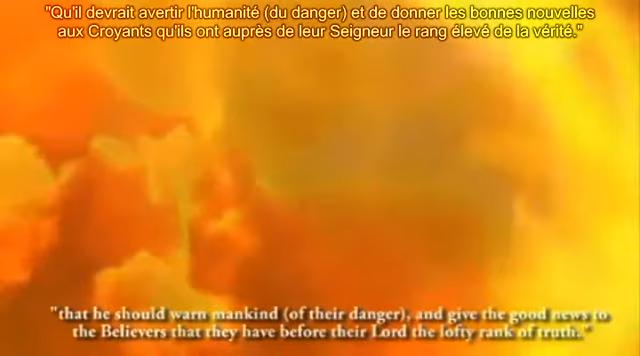 "Qu'il devrait avertir l'humanité (du danger) et de donner les bonnes nouvelles
aux Croyants qu'ils ont auprès de leur Seigneur le rang élevé de la vérité."
"that he should warn mankind (of their danger), and give the good news to
the Believers that they have before their Lord the lofty rank of truth."